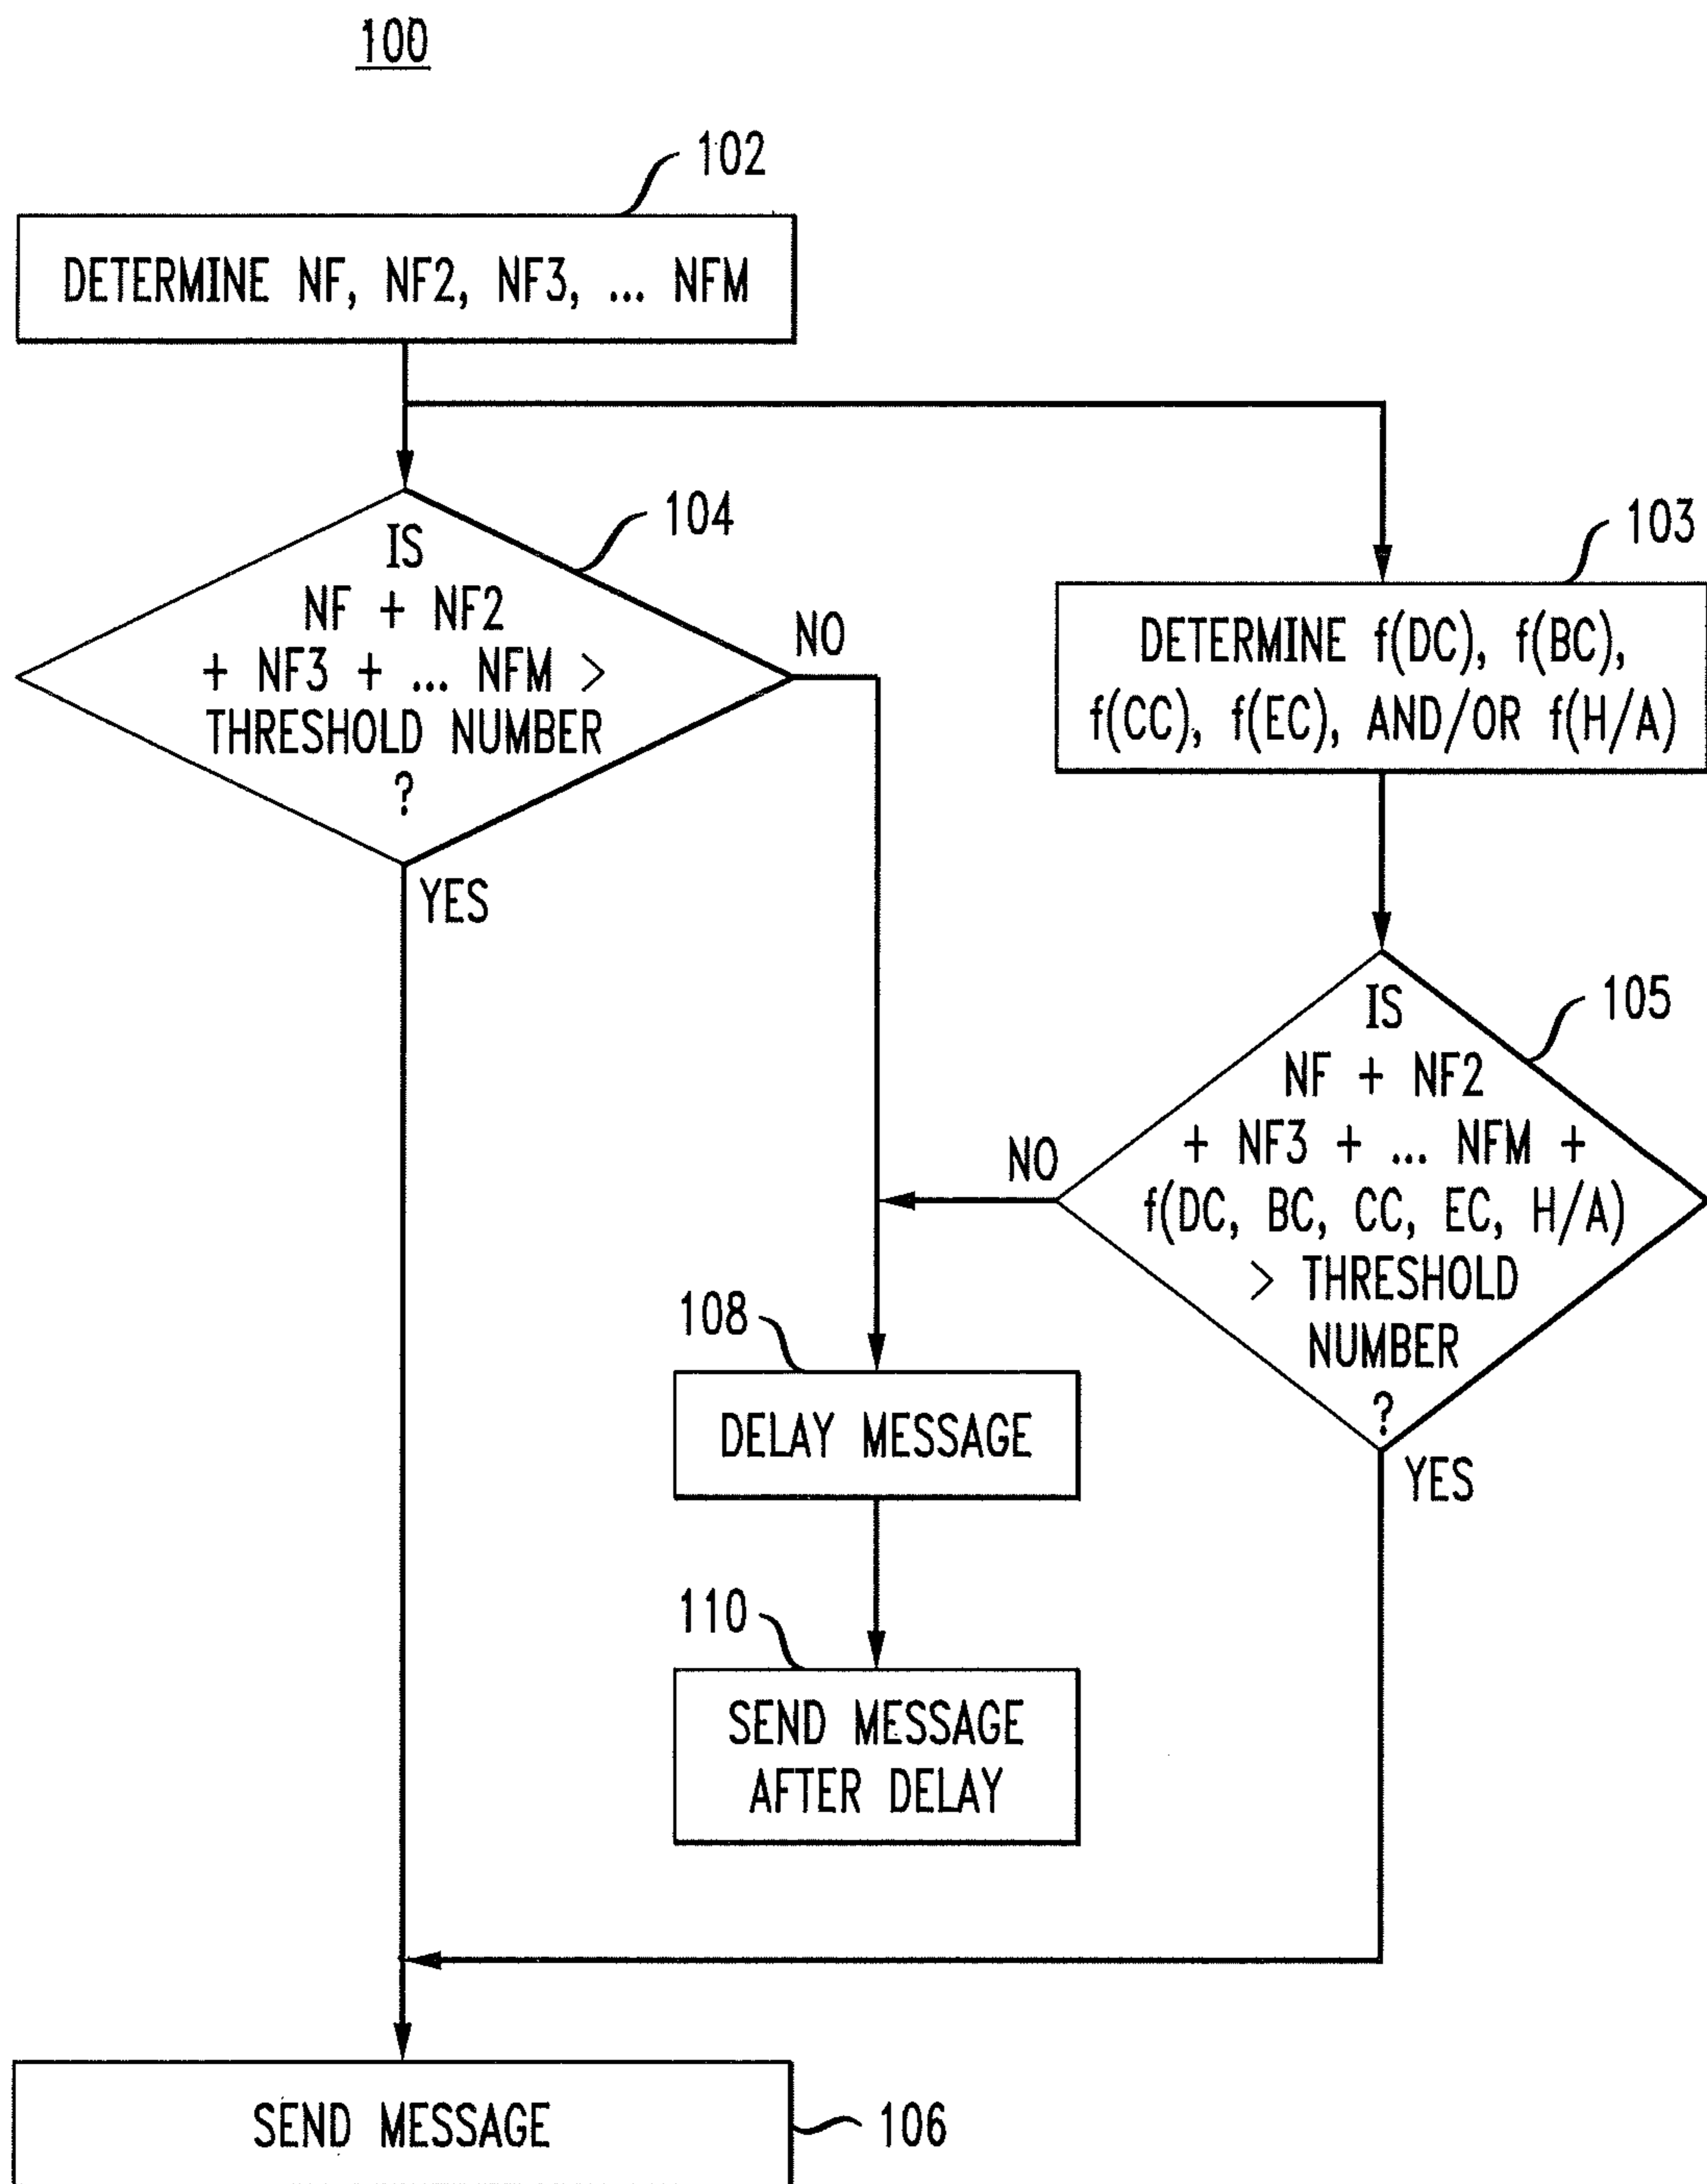 100
102
DETERMINE NF, NF2, NF3, ... NFM
104
IS
NF + NF2
+ NF3 + ... NFM >
THRESHOLD NUMBER
?
NO
YES
103
DETERMINE f(DC), f(BC),
f(CC), f(EC), AND/OR f(H/A)
105
IS
NF + NF2
+ NF3 + ... NFM +
f(DC, BC, CC, EC, H/A)
> THRESHOLD
NUMBER
?
NO
YES
108
DELAY MESSAGE
110
SEND MESSAGE
AFTER DELAY
SEND MESSAGE
106